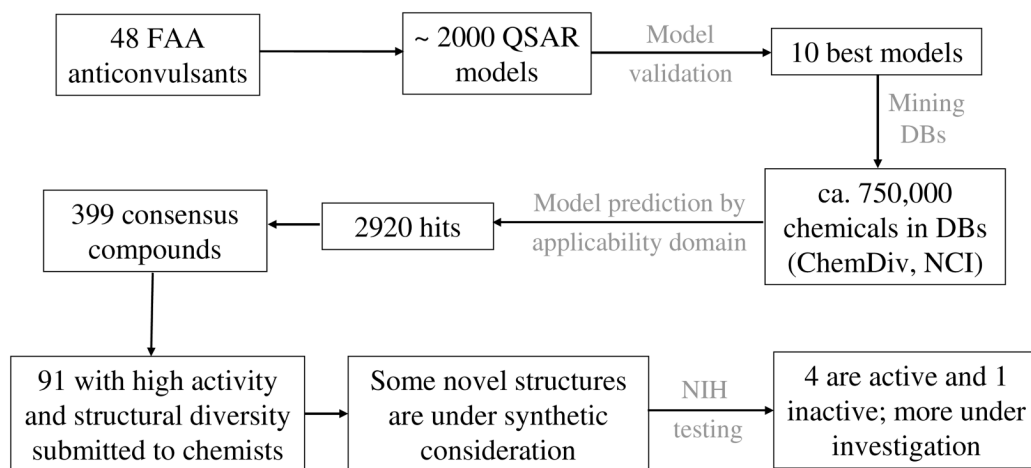 48 FAA
anticonvulsants
~ 2000 QSAR
models
Model
validation
10 best models
Mining
DBs
ca. 750,000
chemicals in DBs
(ChemDiv, NCI)
Model prediction by
applicability domain
2920 hits
399 consensus
compounds
91 with high activity
and structural diversity
submitted to chemists
Some novel structures
are under synthetic
consideration
NIH
testing
4 are active and 1
inactive; more under
investigation